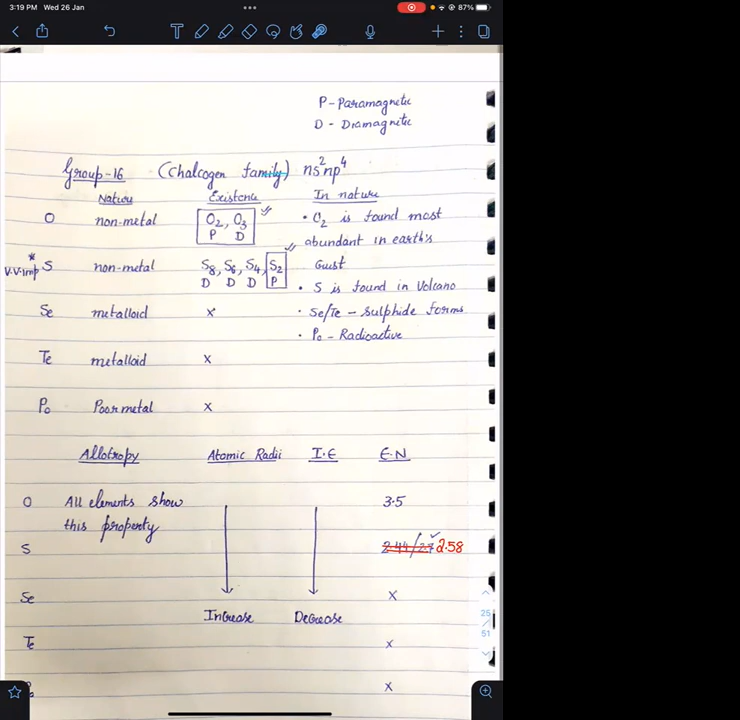 3:19 PM Wed 26 Jan
87%
P - Paramagnetic
D - Diamagnetic
Group-16 (Chalcogen family) ns²np⁴
Nature Existence In nature
O non-metal O₂, O₃ • O₂ is found most
P D abundant in earth's
V.V.imp * S non-metal S₈, S₆, S₄, S₂ Crust
D D D P • S is found in Volcano
Se metalloid x • Se/Te - Sulphide forms
• Po - Radioactive
Te metalloid x
Po Poor metal x
Allotropy Atomic Radii I.E E.N
O All elements show 3.5
this property
S 2.58
Se x
Increase Decrease
Te x
x
25
/
51